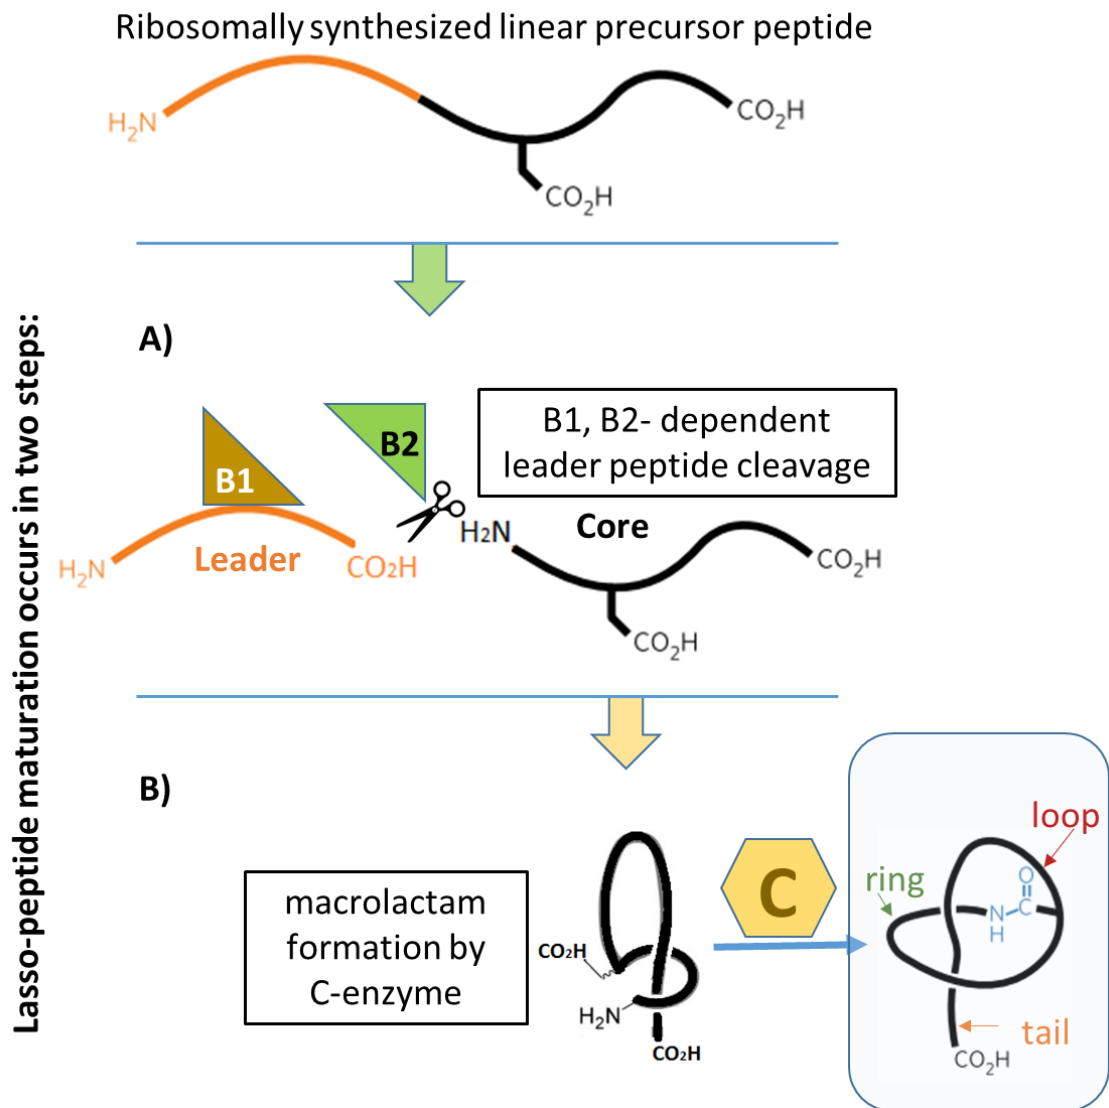 Ribosomally synthesized linear precursor peptide
H₂N
CO₂H
CO₂H
Lasso-peptide maturation occurs in two steps:
A)
B1
B2
B1, B2- dependent
leader peptide cleavage
H₂N
Leader
CO2H
H2N
Core
CO₂H
CO₂H
B)
macrolactam
formation by
C-enzyme
CO2H
H₂N
CO₂H
C
loop
ring
O
N
H
C
tail
CO₂H